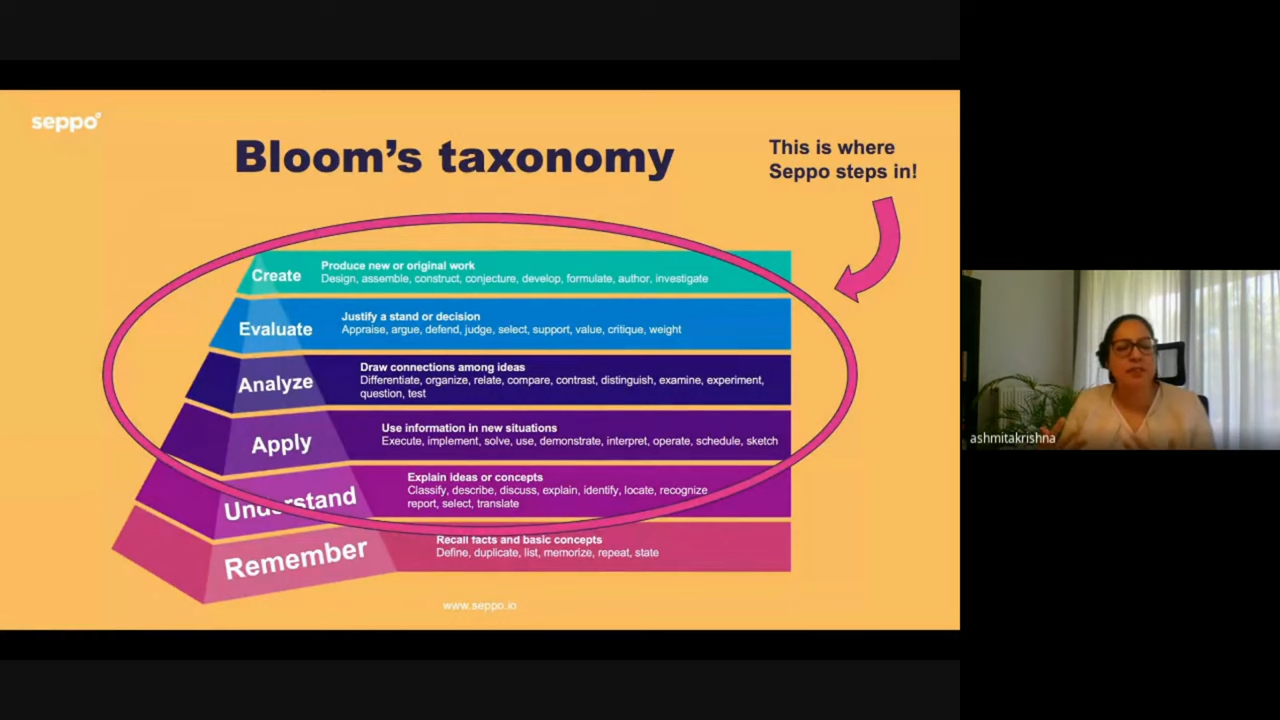 seppo
Bloom's taxonomy
This is where
Seppo steps in!
Create
Produce new or original work
Design, assemble, construct, conjecture, develop, formulate, author, investigate
Evaluate
Justify a stand or decision
Appraise, argue, defend, judge, select, support, value, critique, weight
Analyze
Draw connections among ideas
Differentiate, organize, relate, compare, contrast, distinguish, examine, experiment,
question, test
Apply
Use information in new situations
Execute, implement, solve, use, demonstrate, interpret, operate, schedule, sketch
Understand
Explain ideas or concepts
Classify, describe, discuss, explain, identify, locate, recognize
report, select, translate
Remember
Recall facts and basic concepts
Define, duplicate, list, memorize, repeat, state
www.seppo.io
ashmitakrishna